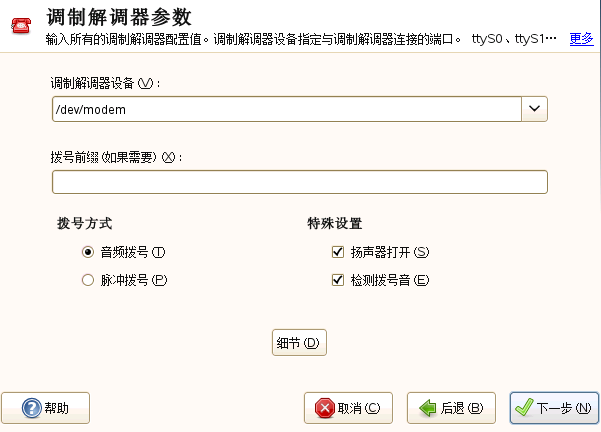 调制解调器参数
输入所有的调制解调器配置值。调制解调器设备指定与调制解调器连接的端口。 ttyS0、ttyS1… 更多
调制解调器设备(V)：
/dev/modem
拨号前缀(如果需要)(X)：
拨号方式 特殊设置
音频拨号(T) 扬声器打开(S)
脉冲拨号(P) 检测拨号音(E)
细节(D)
帮助 取消(C) 后退(B) 下一步(N)